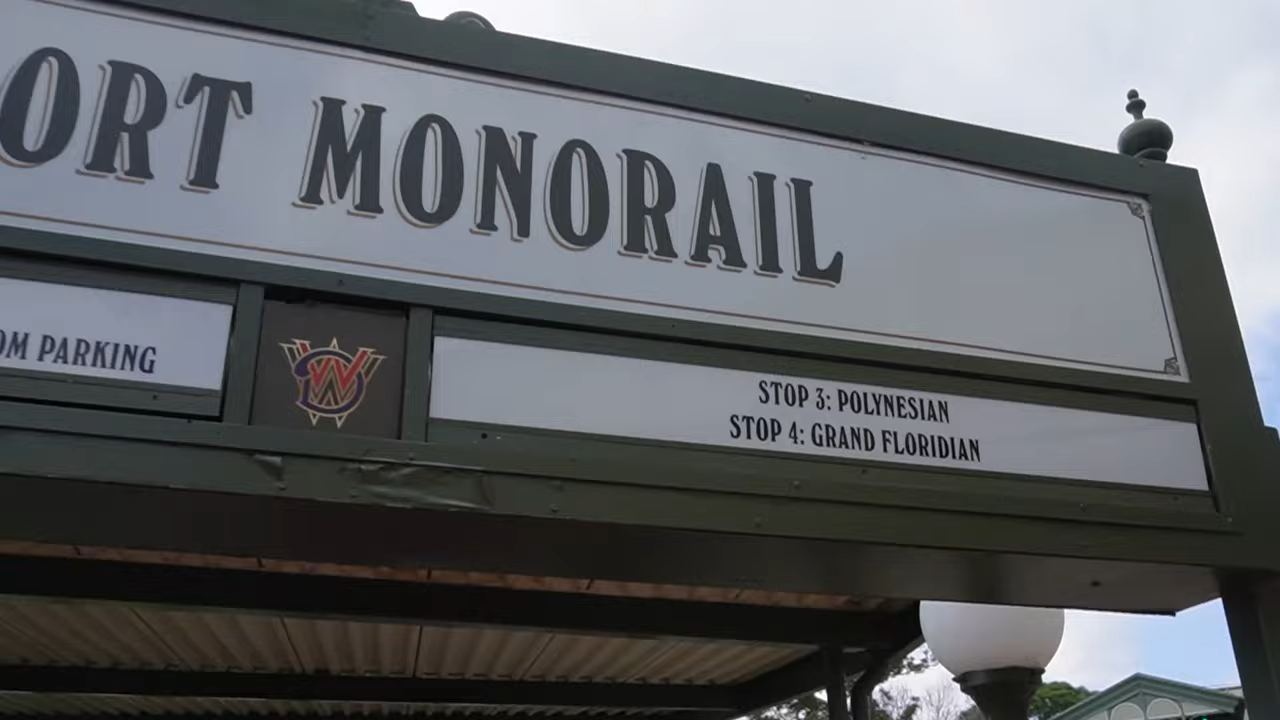 ORT MONORAIL
OM PARKING
STOP 3: POLYNESIAN
STOP 4: GRAND FLORIDIAN